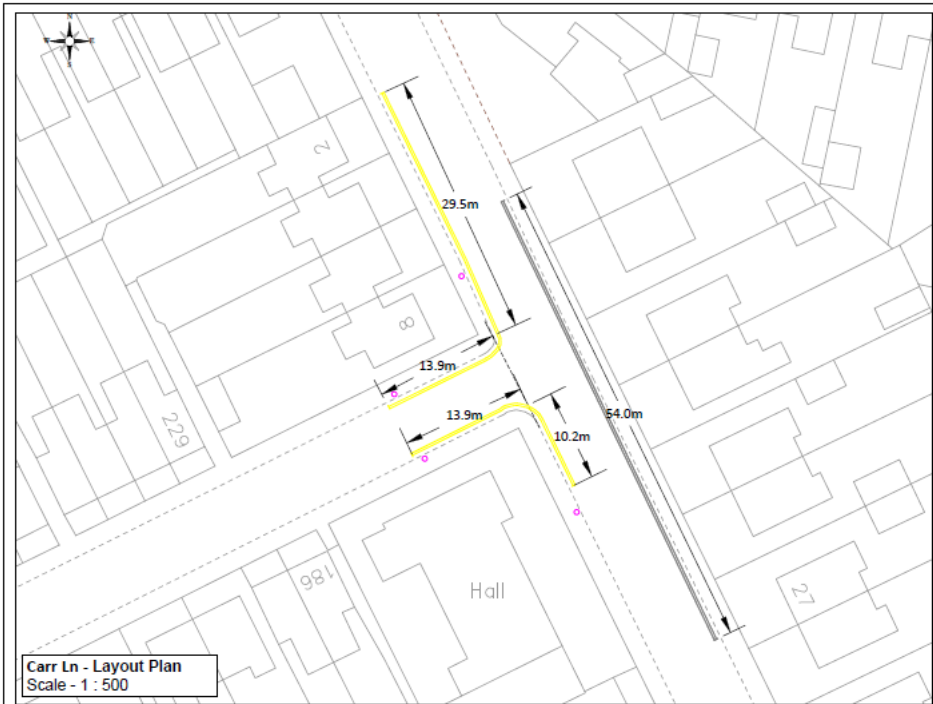 N
W E
S
2
29.5m
8
13.9m
13.9m
54.0m
10.2m
229
186
Hall
27
Carr Ln - Layout Plan
Scale - 1 : 500